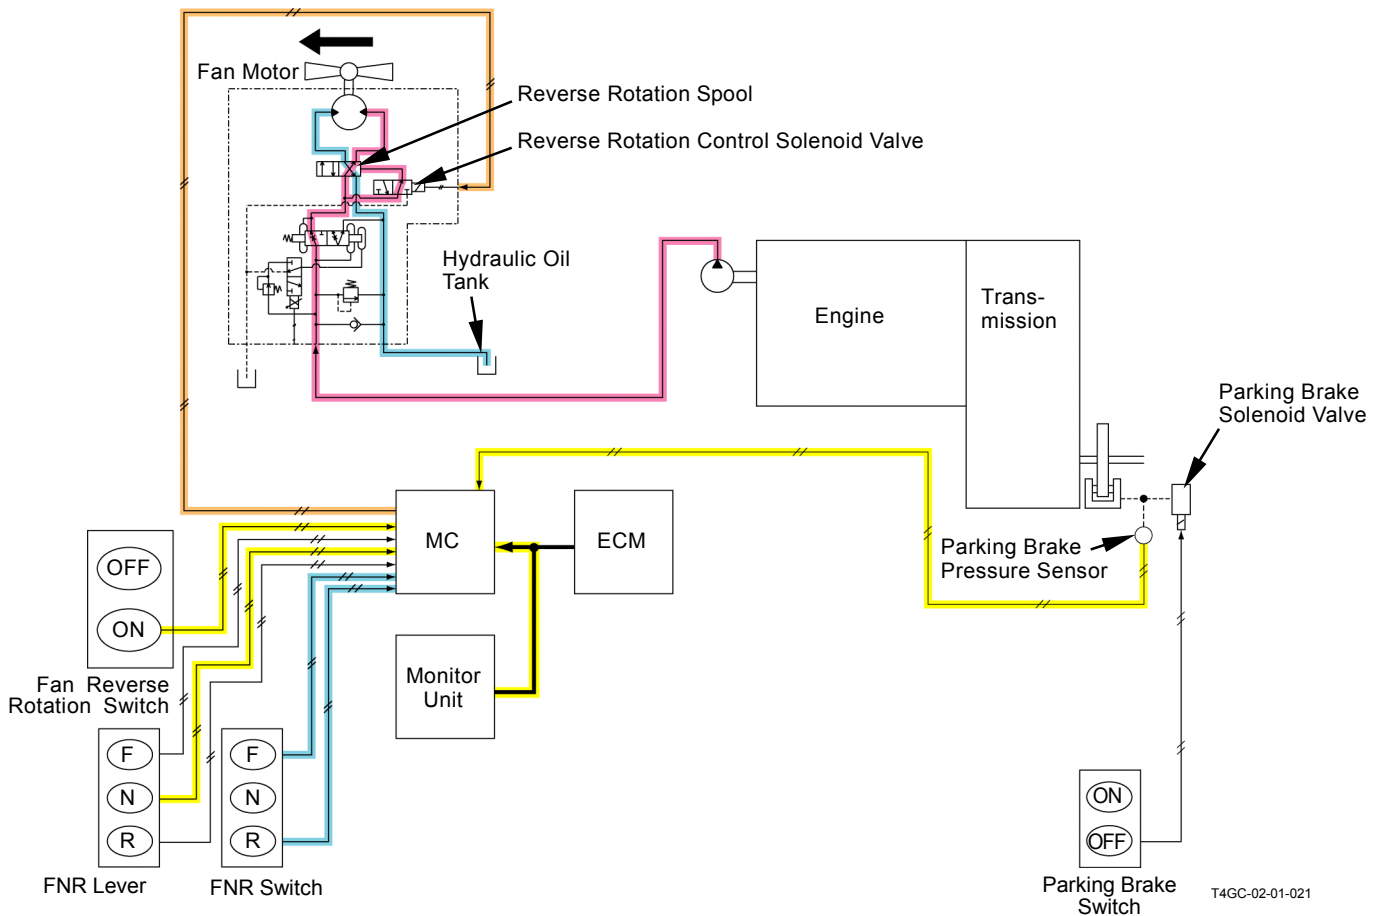 Fan Motor
Reverse Rotation Spool
Reverse Rotation Control Solenoid Valve
Hydraulic Oil
Tank
Engine
Trans-
mission
Parking Brake
Solenoid Valve
MC
ECM
Parking Brake
Pressure Sensor
OFF
ON
Fan Reverse
Rotation Switch
Monitor
Unit
F
N
R
FNR Lever
F
N
R
FNR Switch
ON
OFF
Parking Brake
Switch
T4GC-02-01-021